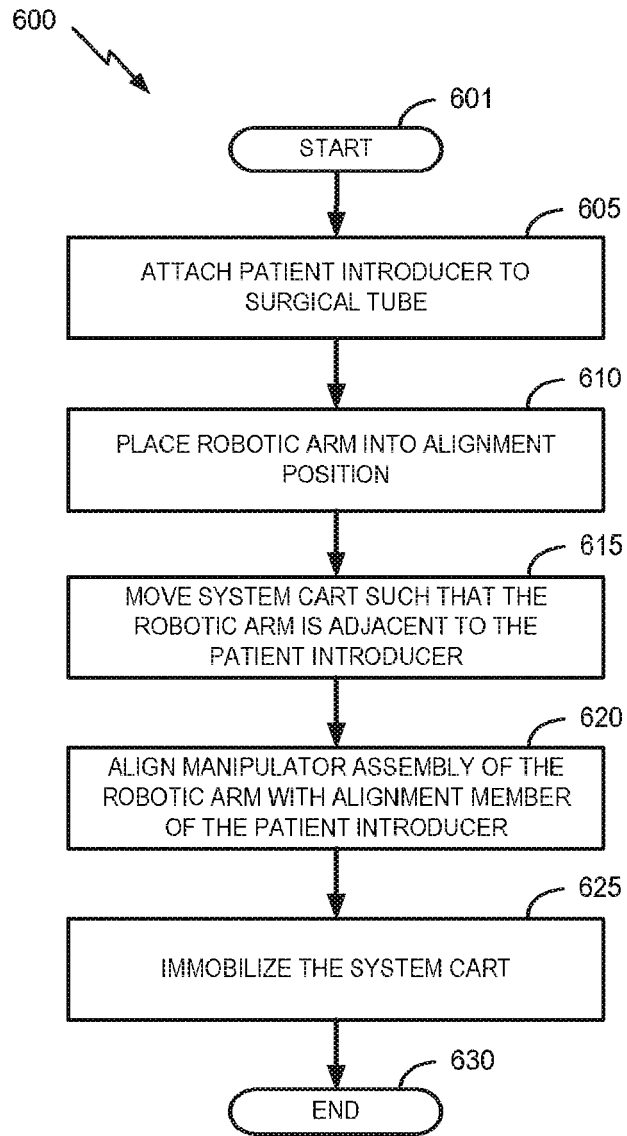 600
601
START
605
ATTACH PATIENT INTRODUCER TO
SURGICAL TUBE
610
PLACE ROBOTIC ARM INTO ALIGNMENT
POSITION
615
MOVE SYSTEM CART SUCH THAT THE
ROBOTIC ARM IS ADJACENT TO THE
PATIENT INTRODUCER
620
ALIGN MANIPULATOR ASSEMBLY OF THE
ROBOTIC ARM WITH ALIGNMENT MEMBER
OF THE PATIENT INTRODUCER
625
IMMOBILIZE THE SYSTEM CART
630
END